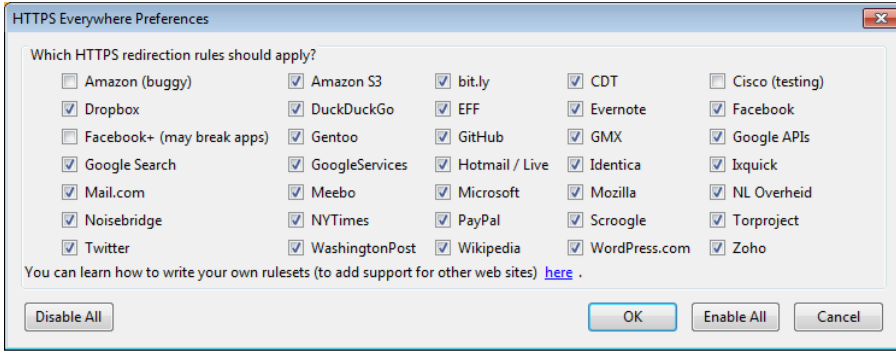 HTTPS Everywhere Preferences
Which HTTPS redirection rules should apply?
Amazon (buggy) Amazon S3 bit.ly CDT Cisco (testing)
Dropbox DuckDuckGo EFF Evernote Facebook
Facebook+ (may break apps) Gentoo GitHub GMX Google APIs
Google Search GoogleServices Hotmail / Live Identica Ixquick
Mail.com Meebo Microsoft Mozilla NL Overheid
Noisebridge NYTimes PayPal Scroogle Torproject
Twitter WashingtonPost Wikipedia WordPress.com Zoho
You can learn how to write your own rulesets (to add support for other web sites) here .
Disable All OK Enable All Cancel